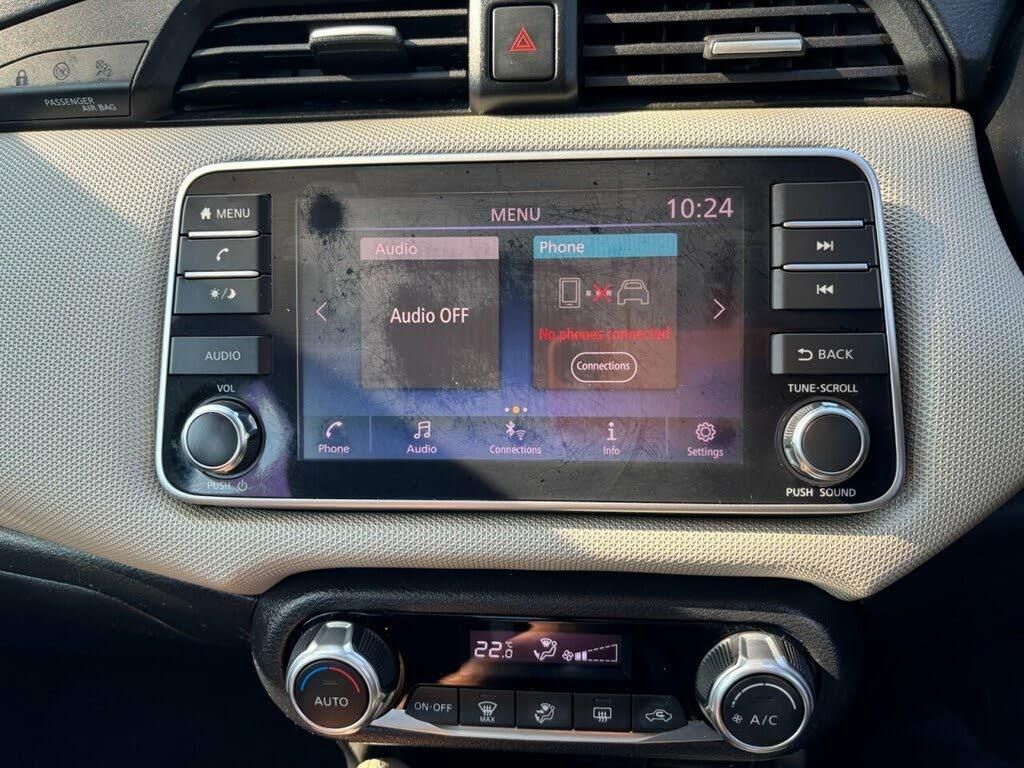 PASSENGER
AIR BAG
MENU
AUDIO
VOL
PUSH
MENU
10:24
Audio
Audio OFF
Phone
No phones connected
Connections
Phone
Audio
Connections
Info
Settings
BACK
TUNE·SCROLL
PUSH SOUND
22.0°C
AUTO
ON·OFF
MAX
A/C